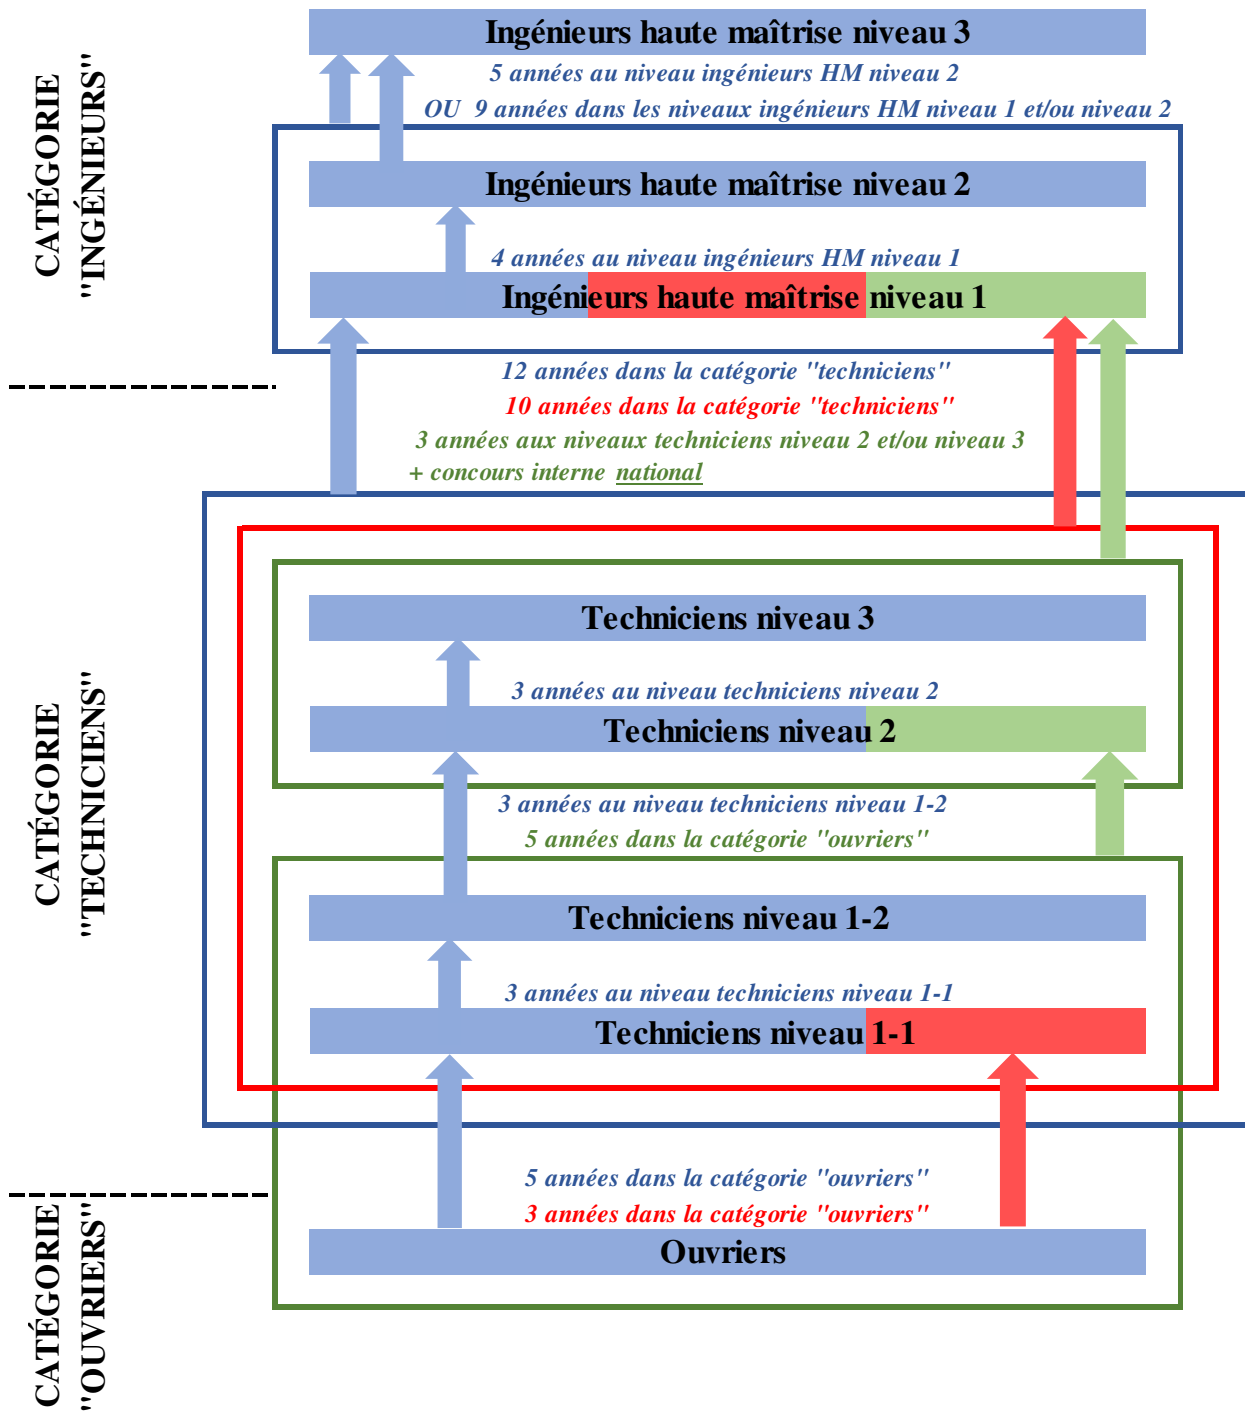 CATÉGORIE
"INGÉNIEURS"
Ingénieurs haute maîtrise niveau 3
5 années au niveau ingénieurs HM niveau 2
OU 9 années dans les niveaux ingénieurs HM niveau 1 et/ou niveau 2
Ingénieurs haute maîtrise niveau 2
4 années au niveau ingénieurs HM niveau 1
Ingénieurs haute maîtrise niveau 1
12 années dans la catégorie "techniciens"
10 années dans la catégorie "techniciens"
3 années aux niveaux techniciens niveau 2 et/ou niveau 3
+ concours interne national
CATÉGORIE
"TECHNICIENS"
Techniciens niveau 3
3 années au niveau techniciens niveau 2
Techniciens niveau 2
3 années au niveau techniciens niveau 1-2
5 années dans la catégorie "ouvriers"
Techniciens niveau 1-2
3 années au niveau techniciens niveau 1-1
Techniciens niveau 1-1
5 années dans la catégorie "ouvriers"
3 années dans la catégorie "ouvriers"
CATÉGORIE
"OUVRIERS"
Ouvriers